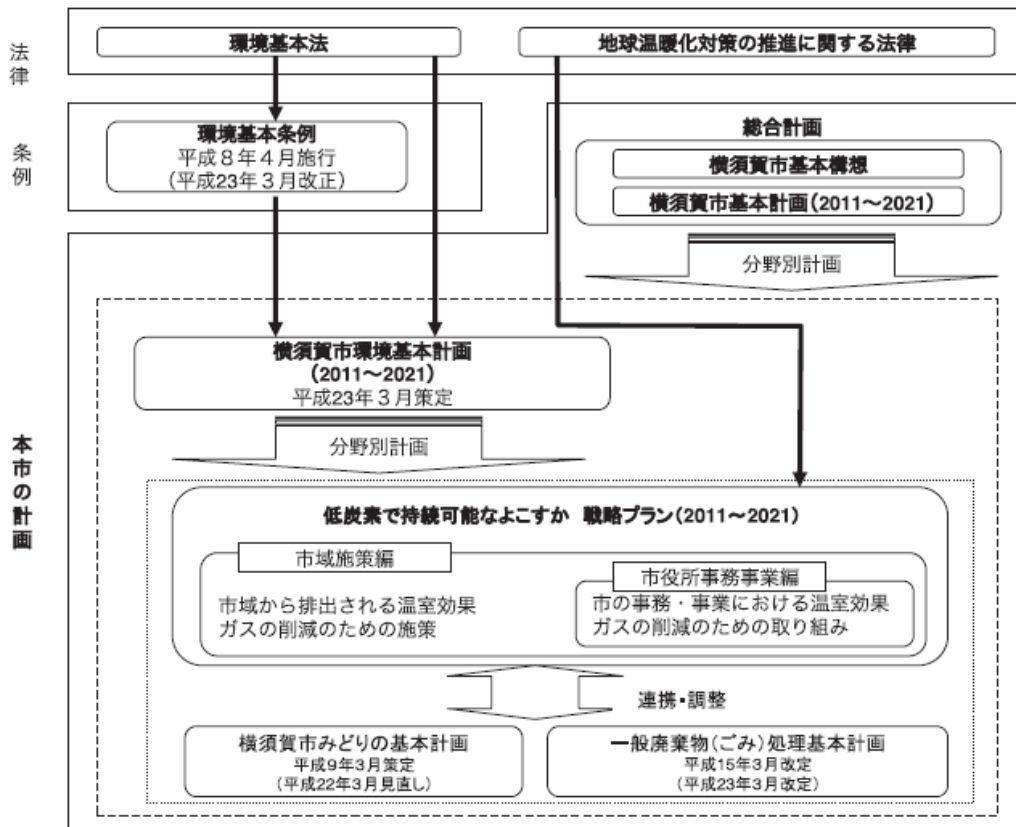 法律
環境基本法
地球温暖化対策の推進に関する法律
条例
環境基本条例
平成8年4月施行
(平成23年3月改正)
総合計画
横須賀市基本構想
横須賀市基本計画(2011～2021)
分野別計画
本市の計画
横須賀市環境基本計画
(2011～2021)
平成23年3月策定
分野別計画
低炭素で持続可能なよこすか 戦略プラン(2011～2021)
市域施策編
市域から排出される温室効果
ガスの削減のための施策
市役所事務事業編
市の事務・事業における温室効果
ガスの削減のための取り組み
連携・調整
横須賀市みどりの基本計画
平成9年3月策定
(平成22年3月見直し)
一般廃棄物(ごみ)処理基本計画
平成15年3月改定
(平成23年3月改定)